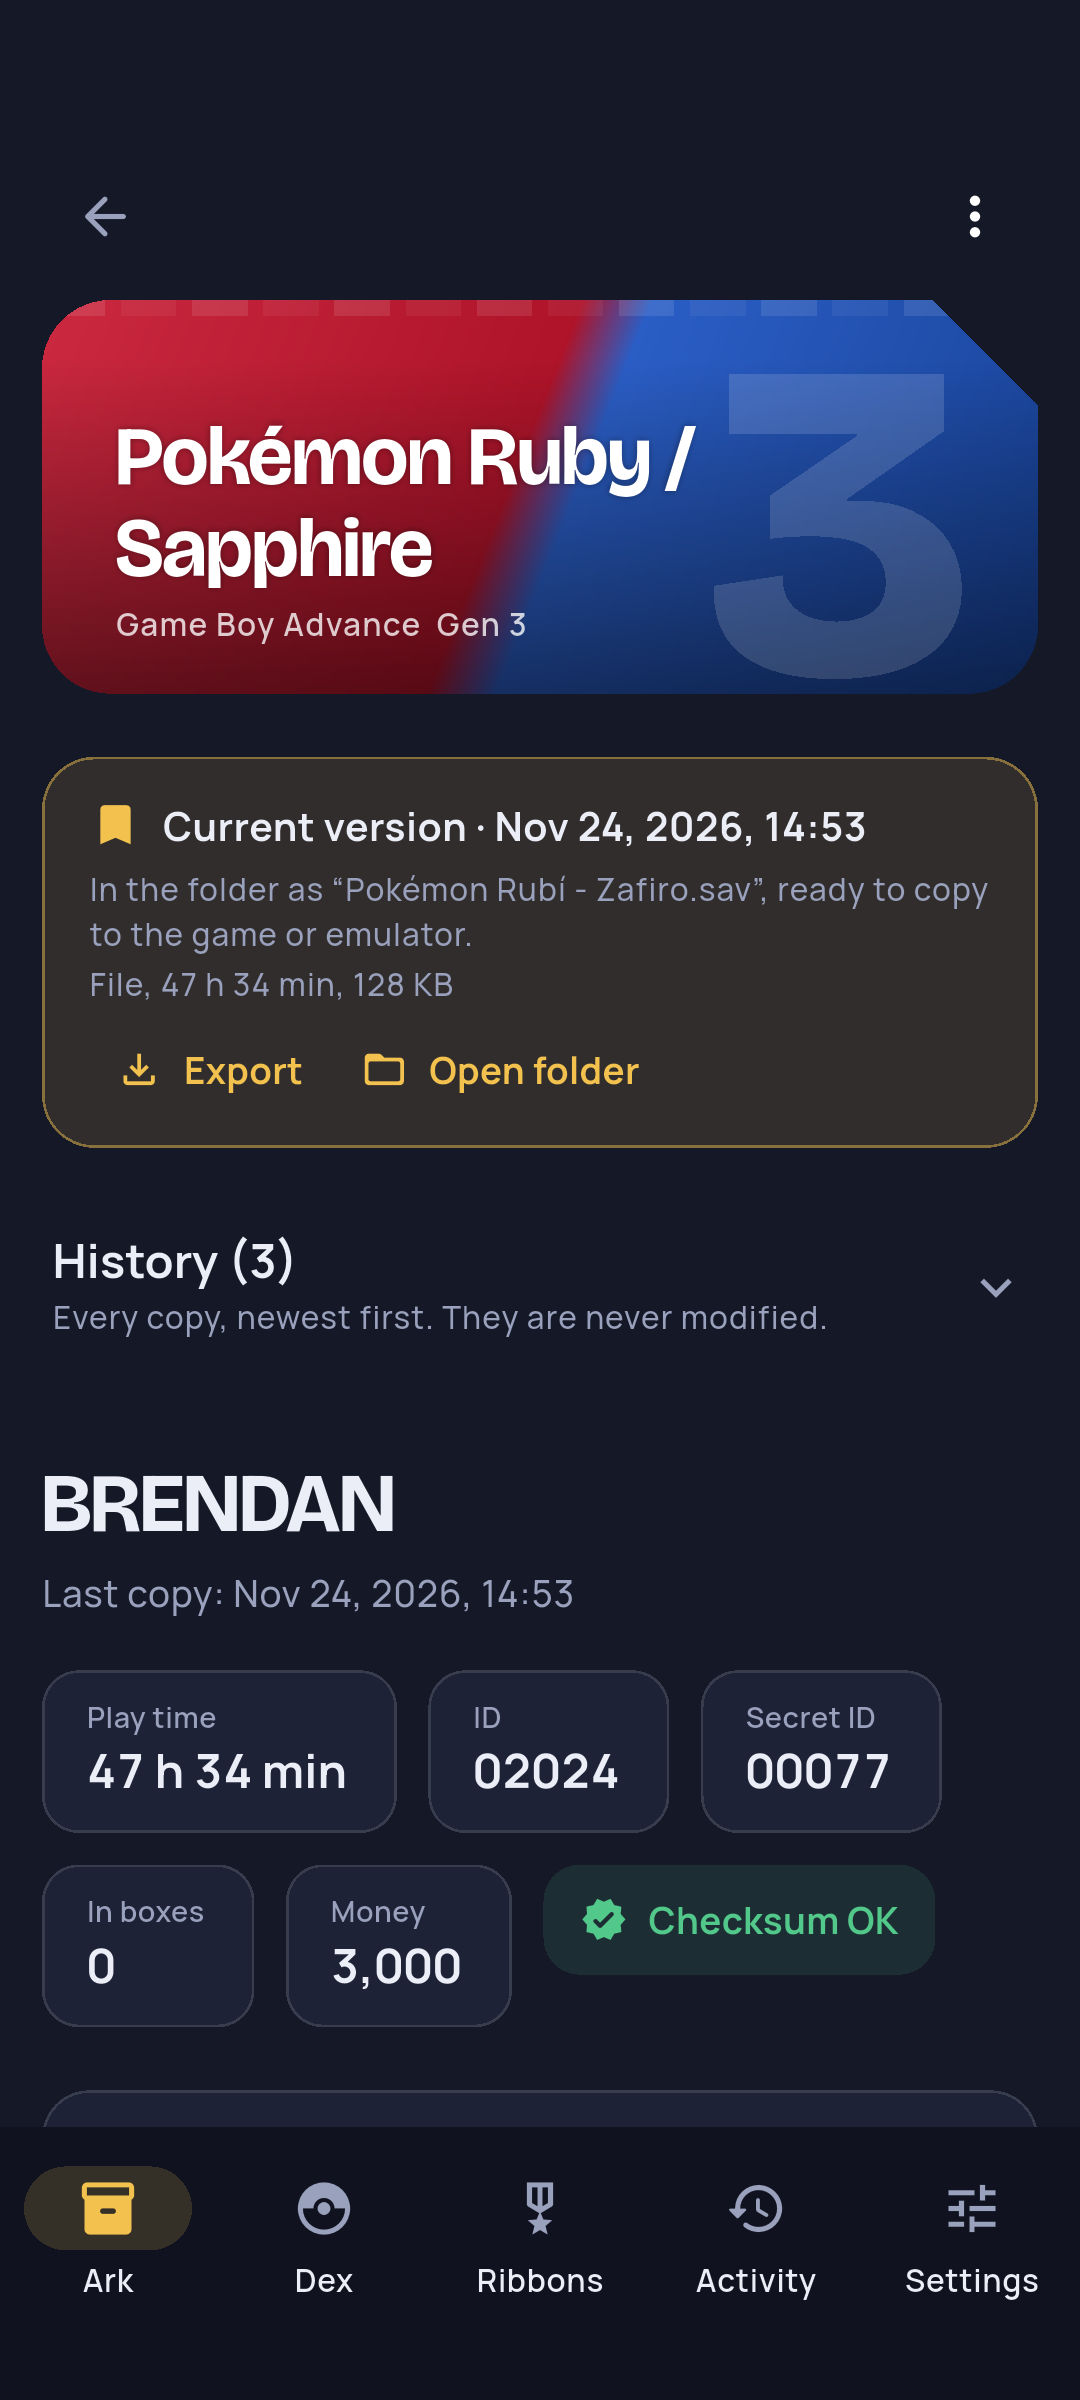 3
Pokémon Ruby /
Sapphire
Game Boy Advance Gen 3
Current version · Nov 24, 2026, 14:53
In the folder as “Pokémon Rubí - Zafiro.sav”, ready to copy
to the game or emulator.
File, 47 h 34 min, 128 KB
Export
Open folder
History (3)
Every copy, newest first. They are never modified.
BRENDAN
Last copy: Nov 24, 2026, 14:53
Play time
47 h 34 min
ID
02024
Secret ID
00077
In boxes
0
Money
3,000
Checksum OK
Ark
Dex
Ribbons
Activity
Settings